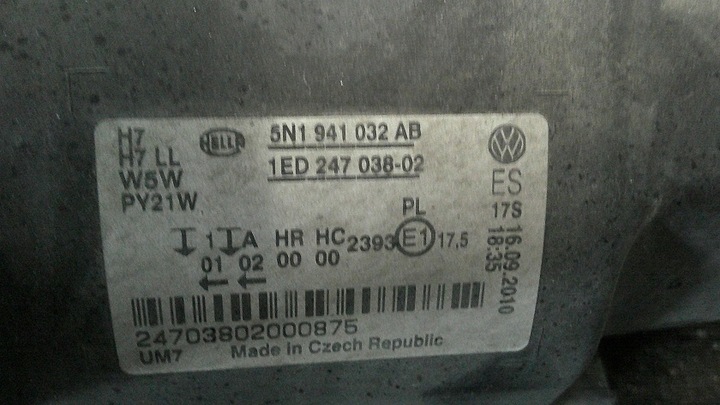 H7
H7 LL
W5W
PY21W
HELLA
5N1 941 032 AB
1ED 247 038-02
VW
ES
17S
16.09.2010
18:35
PL
1 A HR HC 2393 E1 17,5
01 02 00 00
24703802000875
UM7 Made in Czech Republic